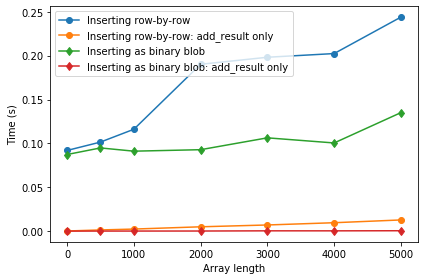 0.25
0.20
0.15
0.10
0.05
0.00
Time (s)
Inserting row-by-row
Inserting row-by-row: add_result only
Inserting as binary blob
Inserting as binary blob: add_result only
0 1000 2000 3000 4000 5000
Array length